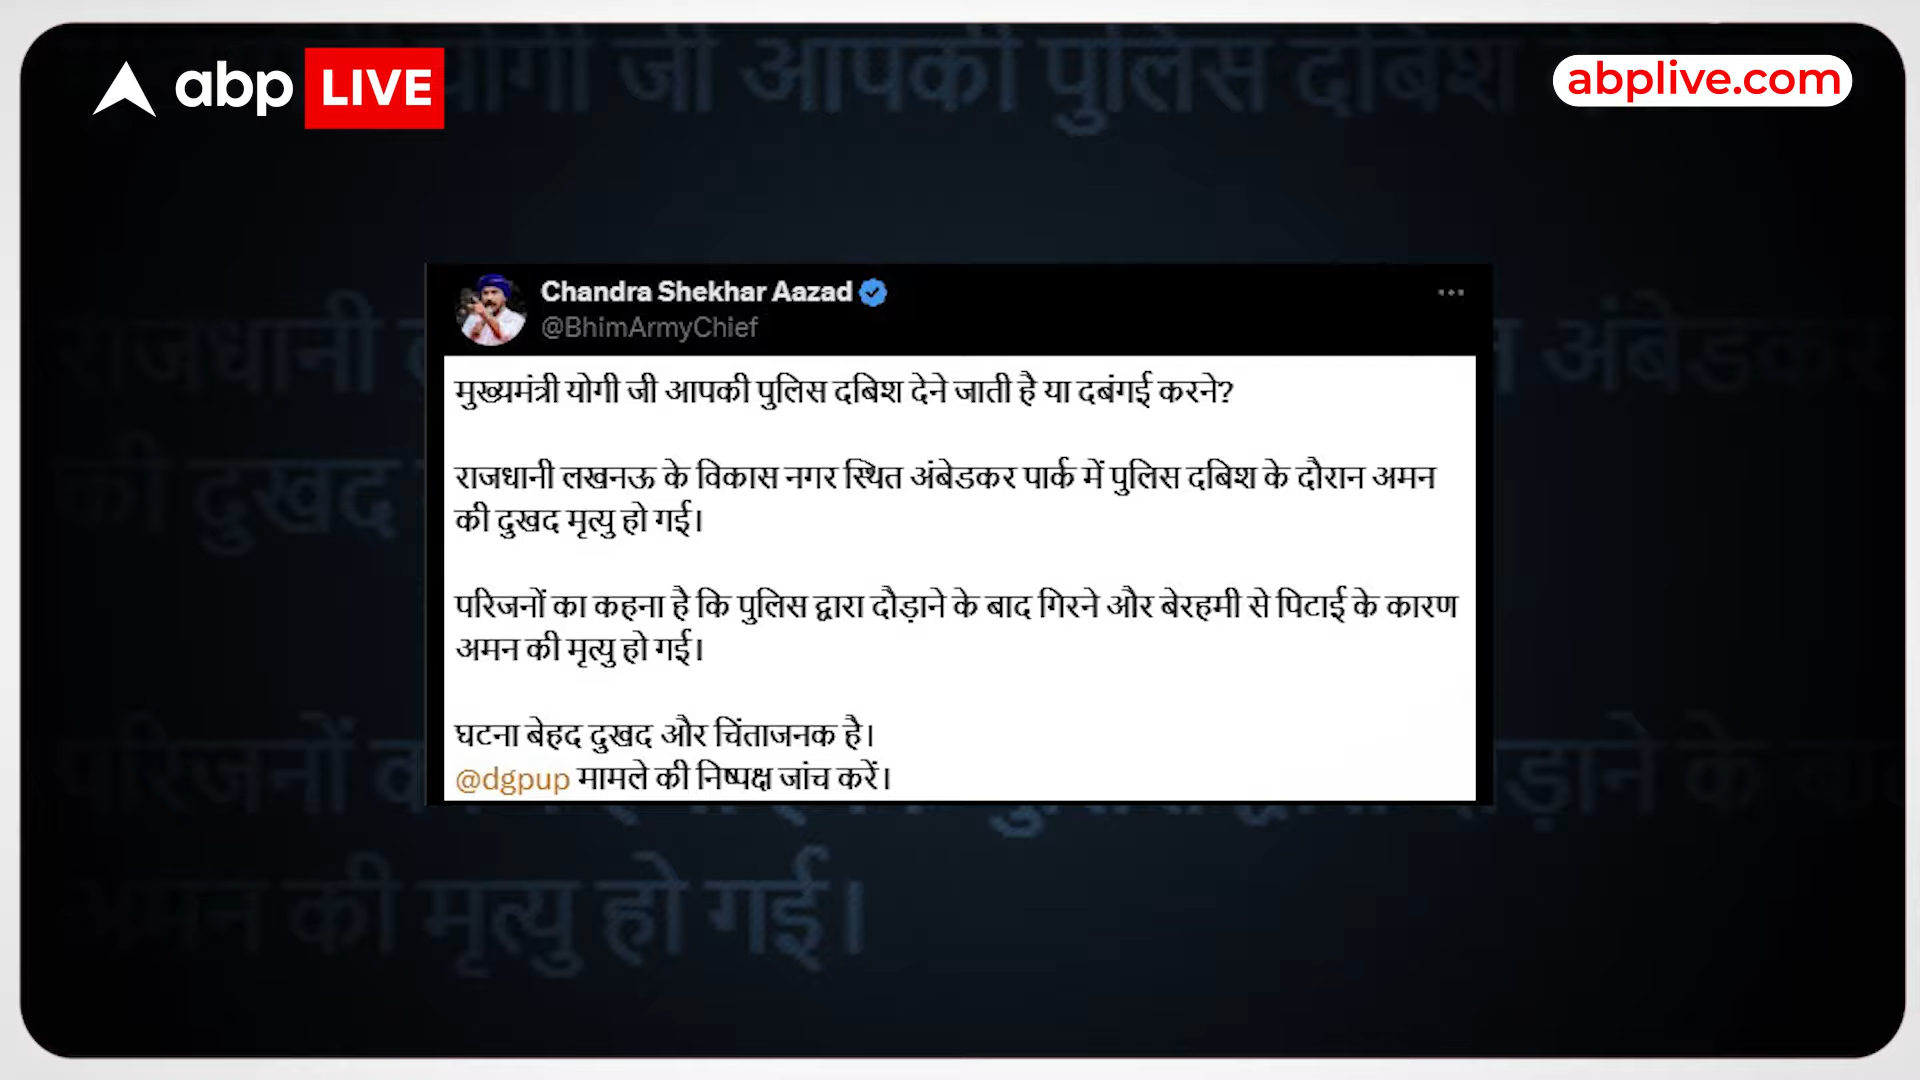 abp LIVE
abplive.com
Chandra Shekhar Aazad
@BhimArmyChief
मुख्यमंत्री योगी जी आपकी पुलिस दबिश देने जाती है या दबंगई करने?
राजधानी लखनऊ के विकास नगर स्थित अंबेडकर पार्क में पुलिस दबिश के दौरान अमन
की दुखद मृत्यु हो गई।
परिजनों का कहना है कि पुलिस द्वारा दौड़ाने के बाद गिरने और बेरहमी से पिटाई के कारण
अमन की मृत्यु हो गई।
घटना बेहद दुखद और चिंताजनक है।
@dgpup मामले की निष्पक्ष जांच करें।